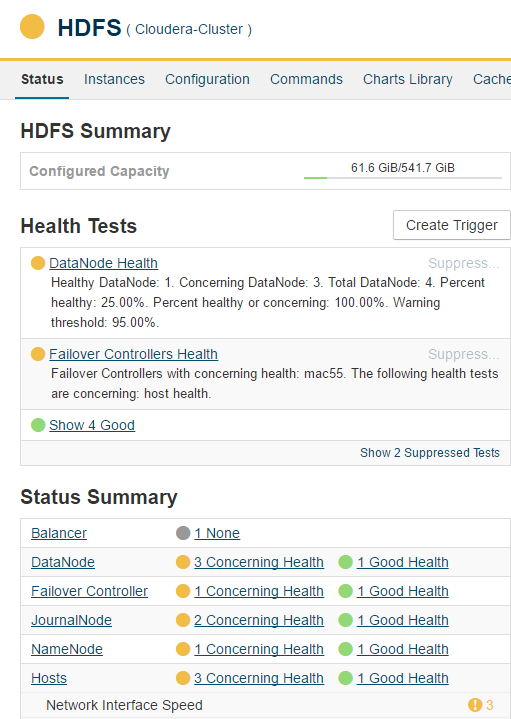 HDFS ( Cloudera-Cluster )
Status Instances Configuration Commands Charts Library Cache
HDFS Summary
Configured Capacity 61.6 GiB/541.7 GiB
Health Tests Create Trigger
DataNode Health Suppress...
Healthy DataNode: 1. Concerning DataNode: 3. Total DataNode: 4. Percent
healthy: 25.00%. Percent healthy or concerning: 100.00%. Warning
threshold: 95.00%.
Failover Controllers Health Suppress...
Failover Controllers with concerning health: mac55. The following health tests
are concerning: host health.
Show 4 Good
Show 2 Suppressed Tests
Status Summary
Balancer 1 None
DataNode 3 Concerning Health 1 Good Health
Failover Controller 1 Concerning Health 1 Good Health
JournalNode 2 Concerning Health 1 Good Health
NameNode 1 Concerning Health 1 Good Health
Hosts 3 Concerning Health 1 Good Health
Network Interface Speed 3